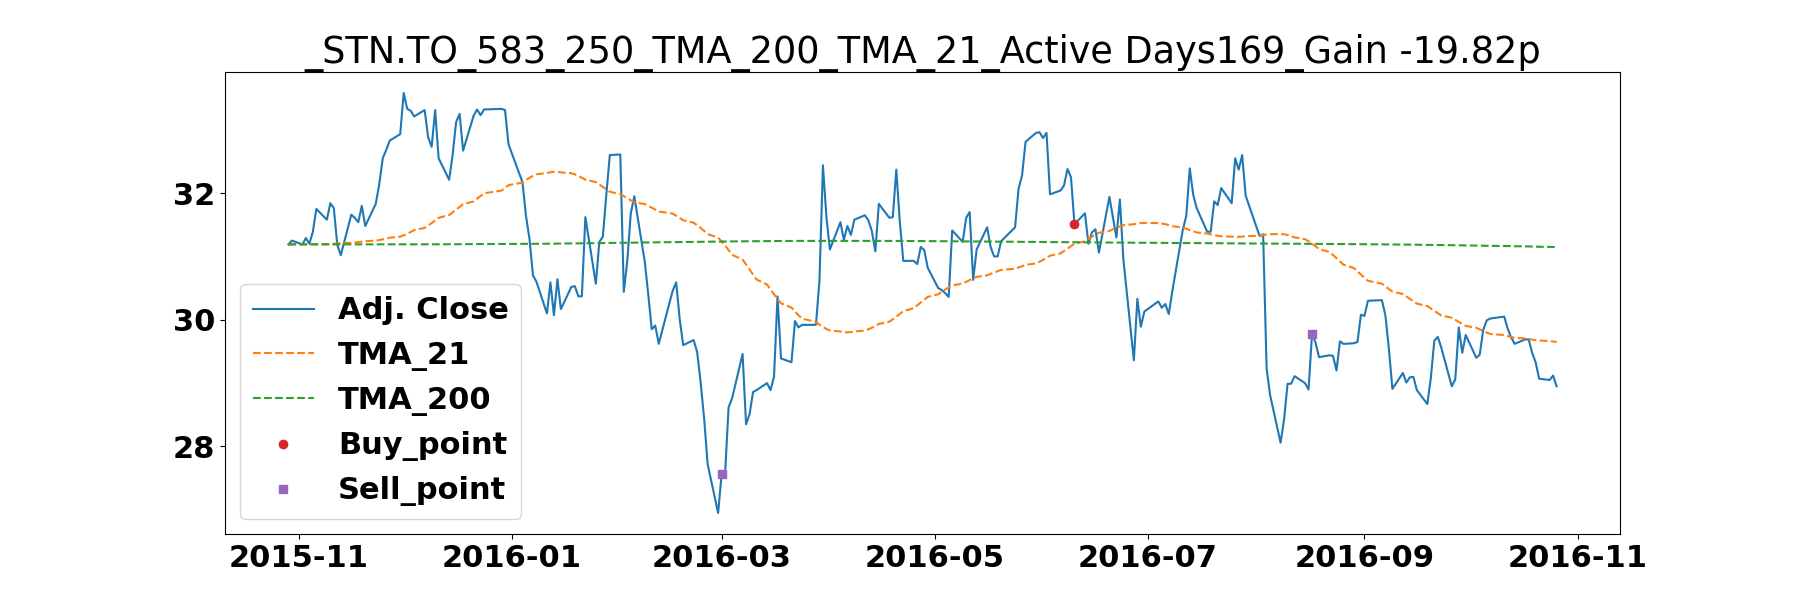 _STN.TO_583_250_TMA_200_TMA_21_Active Days169_Gain -19.82p
32
30
28
Adj. Close
TMA_21
TMA_200
Buy_point
Sell_point
2015-11 2016-01 2016-03 2016-05 2016-07 2016-09 2016-11